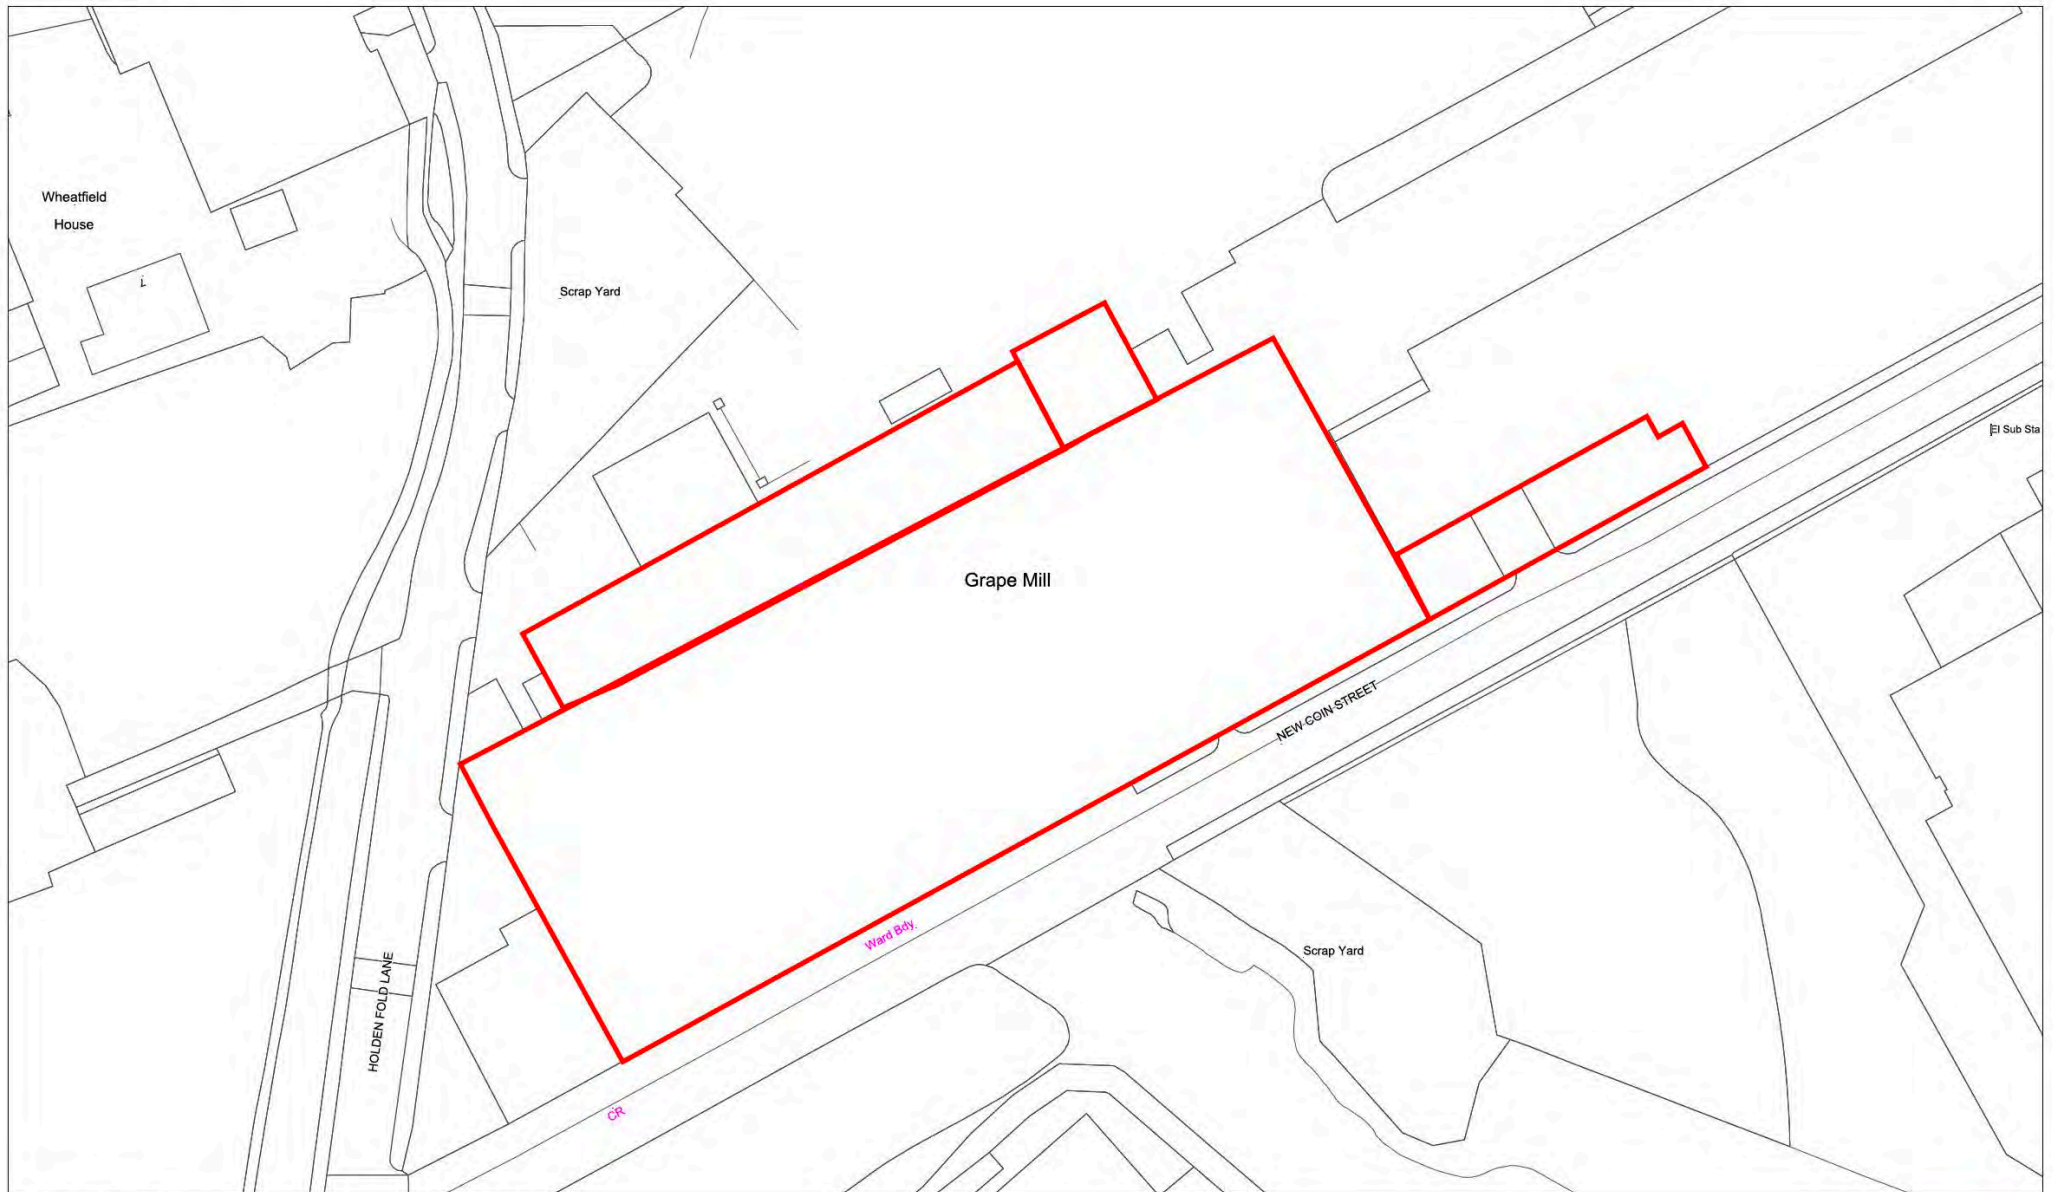 Wheatfield
House
Scrap Yard
El Sub Sta
Grape Mill
NEW COIN STREET
Ward Bdy
Scrap Yard
HOLDEN FOLD LANE
CR